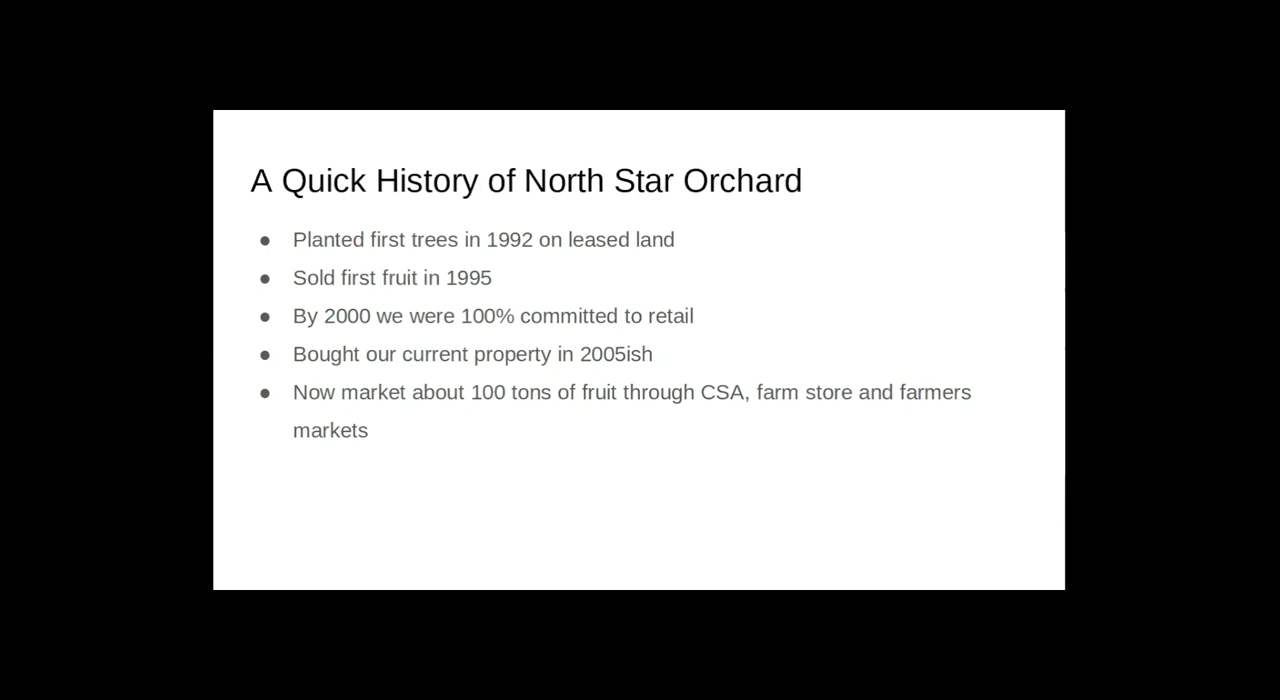 A Quick History of North Star Orchard
● Planted first trees in 1992 on leased land
● Sold first fruit in 1995
● By 2000 we were 100% committed to retail
● Bought our current property in 2005ish
● Now market about 100 tons of fruit through CSA, farm store and farmers
markets